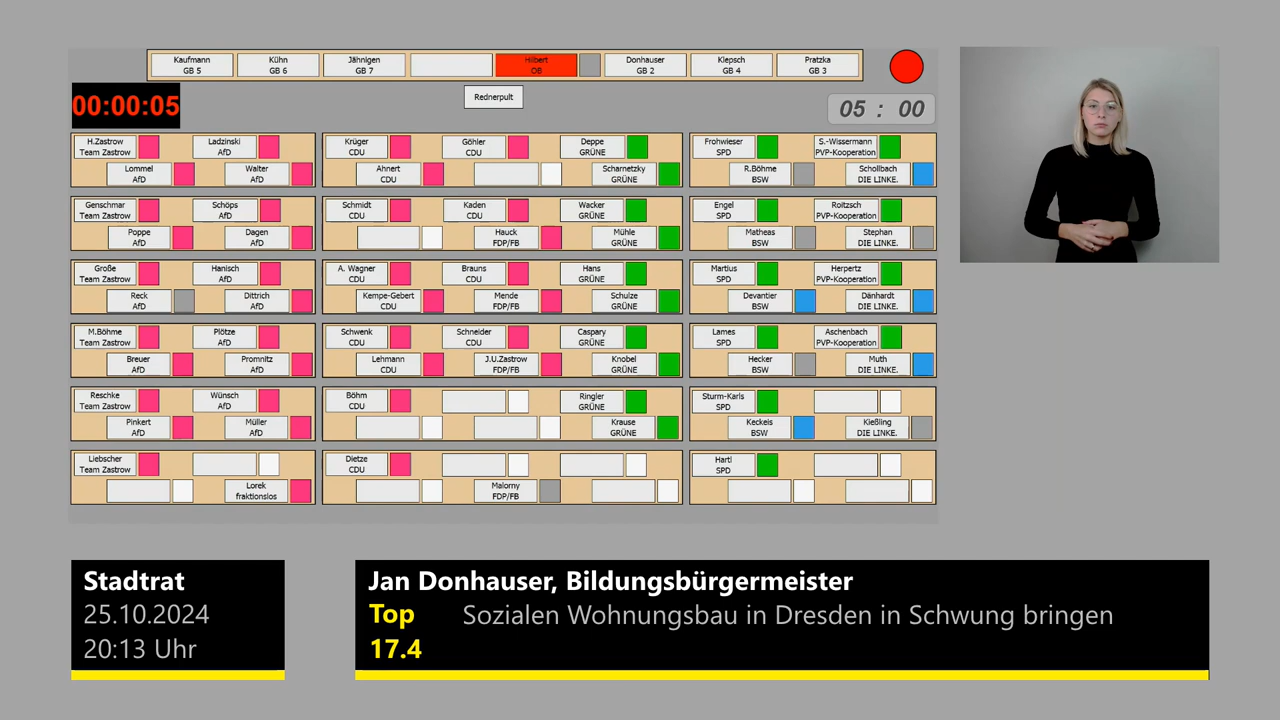 Kaufmann
GB 5
Kühn
GB 6
Jähnigen
GB 7
Hilbert
OB
Donhauser
GB 2
Klepsch
GB 4
Pratzka
GB 3
00:00:05
Rednerpult
05 : 00
H.Zastrow
Team Zastrow
Ladzinski
AfD
Lommel
AfD
Walter
AfD
Krüger
CDU
Göhler
CDU
Deppe
GRÜNE
Ahnert
CDU
Scharnetzky
GRÜNE
Frohwieser
SPD
S.-Wissermann
PVP-Kooperation
R.Böhme
BSW
Schollbach
DIE LINKE.
Genschmar
Team Zastrow
Schöps
AfD
Poppe
AfD
Dagen
AfD
Schmidt
CDU
Kaden
CDU
Wacker
GRÜNE
Hauck
FDP/FB
Mühle
GRÜNE
Engel
SPD
Roitzsch
PVP-Kooperation
Matheas
BSW
Stephan
DIE LINKE.
Große
Team Zastrow
Hanisch
AfD
Reck
AfD
Dittrich
AfD
A. Wagner
CDU
Brauns
CDU
Hans
GRÜNE
Kempe-Gebert
CDU
Mende
FDP/FB
Schulze
GRÜNE
Martius
SPD
Herpertz
PVP-Kooperation
Devantier
BSW
Dänhardt
DIE LINKE.
M.Böhme
Team Zastrow
Plötze
AfD
Breuer
AfD
Promnitz
AfD
Schwenk
CDU
Schneider
CDU
Caspary
GRÜNE
Lehmann
CDU
J.U.Zastrow
FDP/FB
Knobel
GRÜNE
Lames
SPD
Aschenbach
PVP-Kooperation
Hecker
BSW
Muth
DIE LINKE.
Reschke
Team Zastrow
Wünsch
AfD
Pinkert
AfD
Müller
AfD
Böhm
CDU
Ringler
GRÜNE
Krause
GRÜNE
Sturm-Karls
SPD
Keckeis
BSW
Kießling
DIE LINKE.
Liebscher
Team Zastrow
Lorek
fraktionslos
Dietze
CDU
Malorny
FDP/FB
Hartl
SPD
Stadtrat
25.10.2024
20:13 Uhr
Jan Donhauser, Bildungsbürgermeister
Top Sozialen Wohnungsbau in Dresden in Schwung bringen
17.4